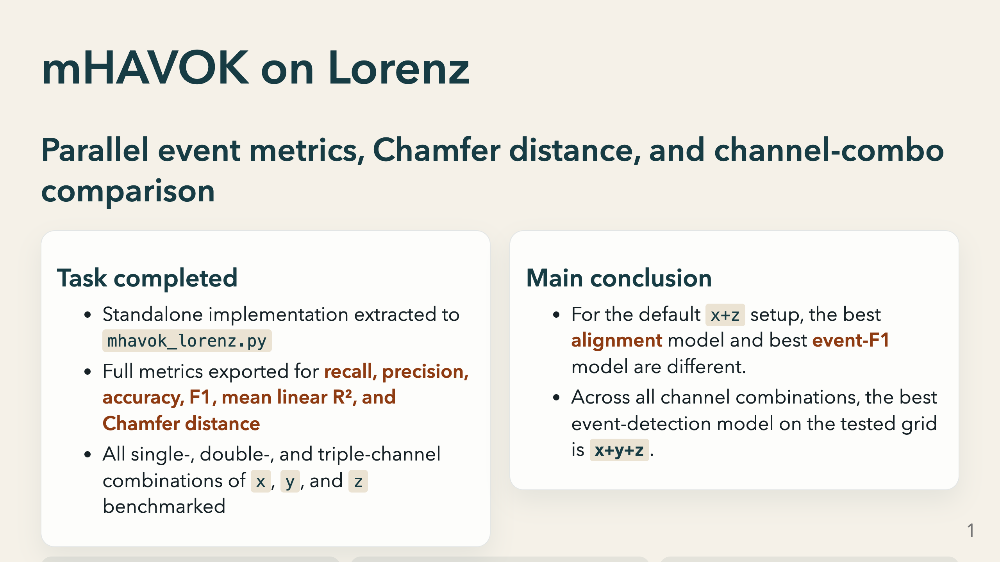 mHAVOK on Lorenz
Parallel event metrics, Chamfer distance, and channel-combo
comparison
Task completed
• Standalone implementation extracted to
mhavok_lorenz.py
• Full metrics exported for recall, precision,
accuracy, F1, mean linear R², and
Chamfer distance
• All single-, double-, and triple-channel
combinations of x, y, and z
benchmarked
Main conclusion
• For the default x+z setup, the best
alignment model and best event-F1
model are different.
• Across all channel combinations, the best
event-detection model on the tested grid
is x+y+z.
1